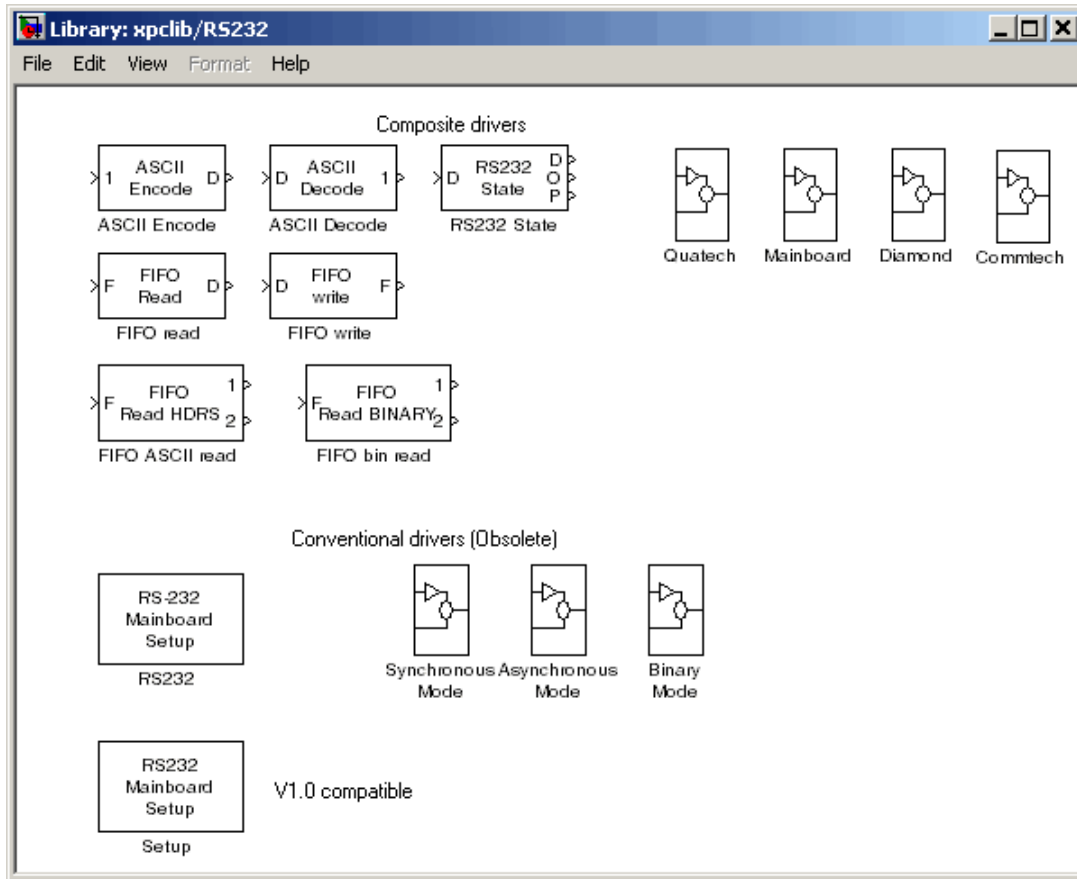 Library: xpclib/RS232
File Edit View Format Help
Composite drivers
1 ASCII Encode D
ASCII Encode
D ASCII Decode 1
ASCII Decode
D RS232 State D O P
RS232 State
Quatech
Mainboard
Diamond
Commtech
F FIFO Read D
FIFO read
D FIFO write F
FIFO write
F FIFO Read HDRS 1 2
FIFO ASCII read
F FIFO Read BINARY 1 2
FIFO bin read
Conventional drivers (Obsolete)
RS-232
Mainboard
Setup
RS232
Synchronous
Mode
Asynchronous
Mode
Binary
Mode
RS232
Mainboard
Setup
Setup
V1.0 compatible